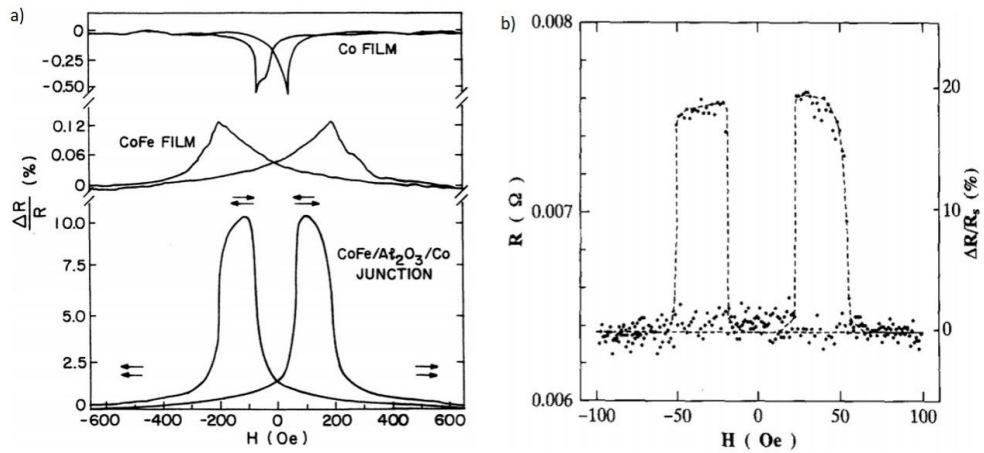 a)
0
-0.25
-0.50
Co FILM
0.12
0.06
0
CoFe FILM
ΔR/R (%)
10.0
7.5
5.0
2.5
0
CoFe/Al₂O₃/Co
JUNCTION
-600 -400 -200 0 200 400 600
H (Oe)
b)
0.008
0.007
0.006
R (Ω)
20
10
0
ΔR/Rₛ (%)
-100 -50 0 50 100
H (Oe)